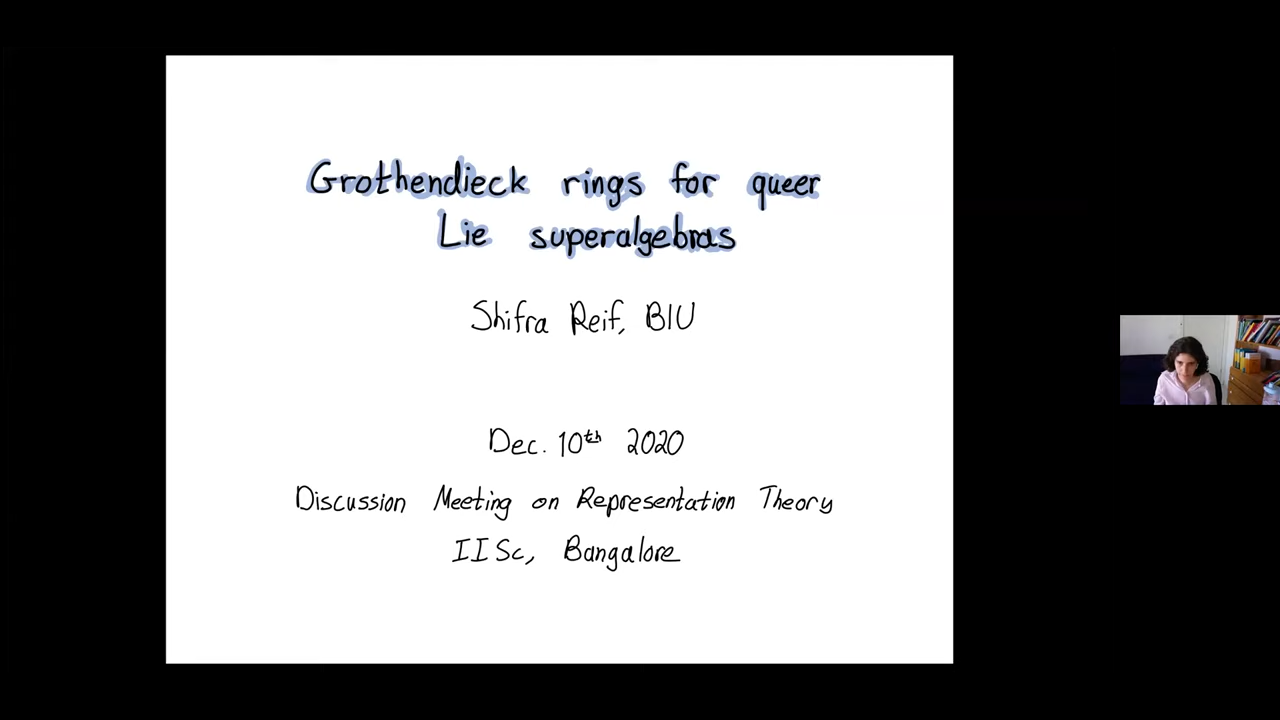 Grothendieck rings for queer
Lie superalgebras
Shifra Reif, BIU
Dec. 10th 2020
Discussion Meeting on Representation Theory
IISc, Bangalore